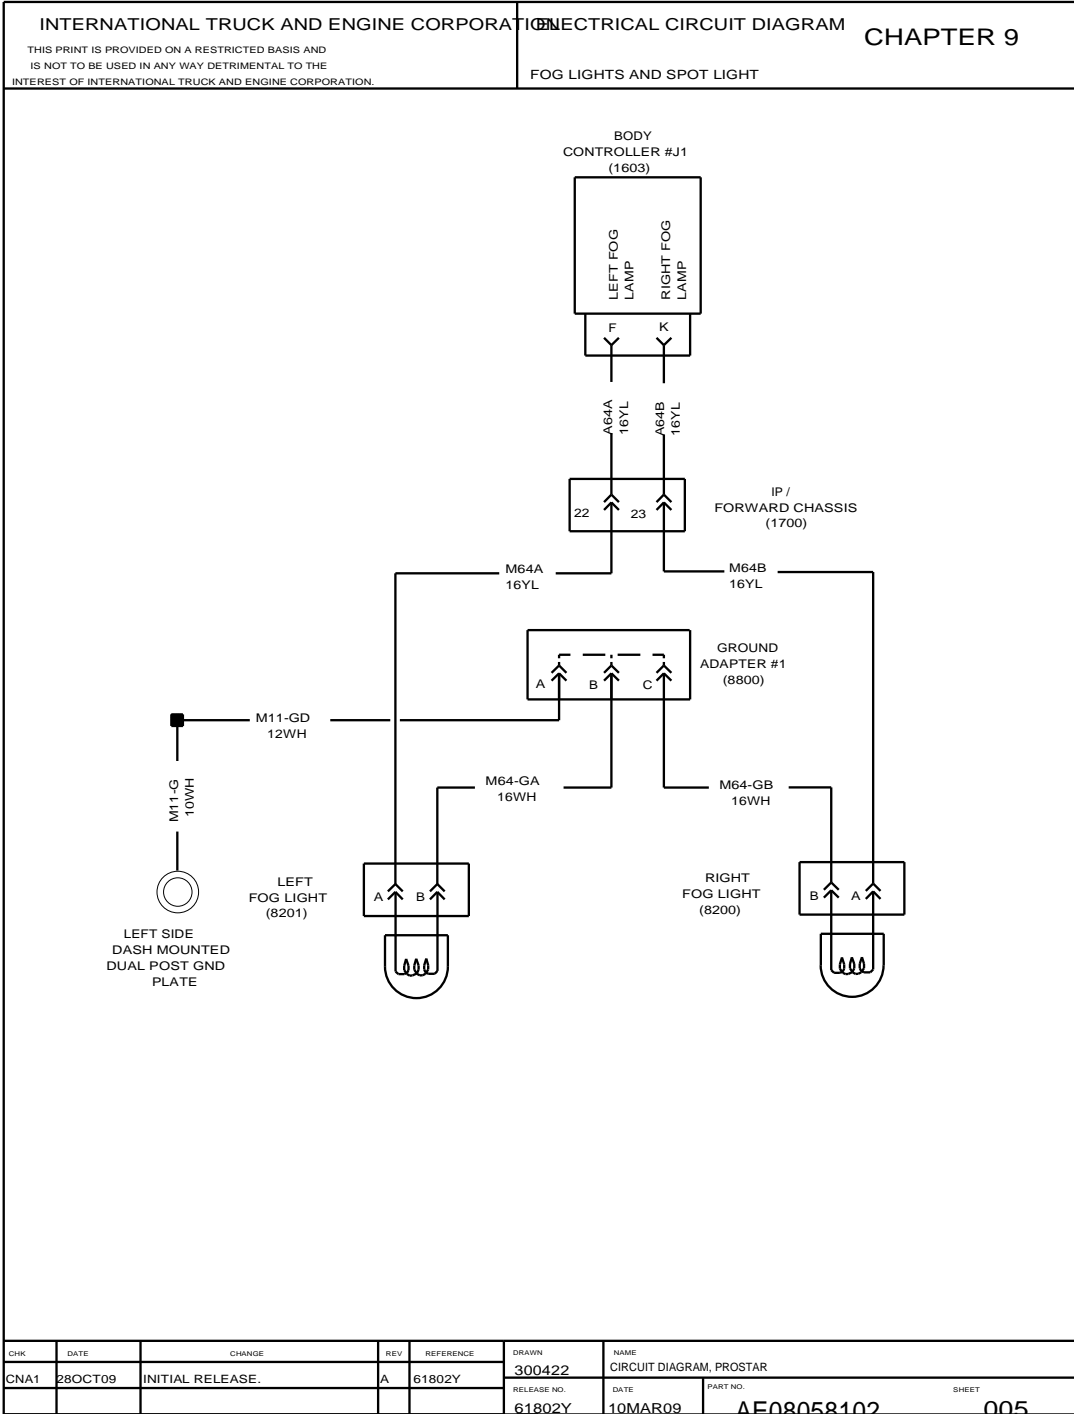 INTERNATIONAL TRUCK AND ENGINE CORPORATION
THIS PRINT IS PROVIDED ON A RESTRICTED BASIS AND
IS NOT TO BE USED IN ANY WAY DETRIMENTAL TO THE
INTEREST OF INTERNATIONAL TRUCK AND ENGINE CORPORATION.
ELECTRICAL CIRCUIT DIAGRAM
CHAPTER 9
FOG LIGHTS AND SPOT LIGHT
BODY
CONTROLLER #J1
(1603)
LEFT FOG
LAMP
RIGHT FOG
LAMP
F
K
A64A
16YL
A64B
16YL
22
23
IP /
FORWARD CHASSIS
(1700)
M64A
16YL
M64B
16YL
GROUND
ADAPTER #1
(8800)
A
B
C
M11-GD
12WH
M11-G
10WH
M64-GA
16WH
M64-GB
16WH
LEFT
FOG LIGHT
(8201)
A
B
RIGHT
FOG LIGHT
(8200)
B
A
LEFT SIDE
DASH MOUNTED
DUAL POST GND
PLATE
CHK
DATE
CHANGE
REV
REFERENCE
CNA1
28OCT09
INITIAL RELEASE.
A
61802Y
DRAWN
300422
NAME
CIRCUIT DIAGRAM, PROSTAR
RELEASE NO.
61802Y
DATE
10MAR09
PART NO.
AE08058102
SHEET
005